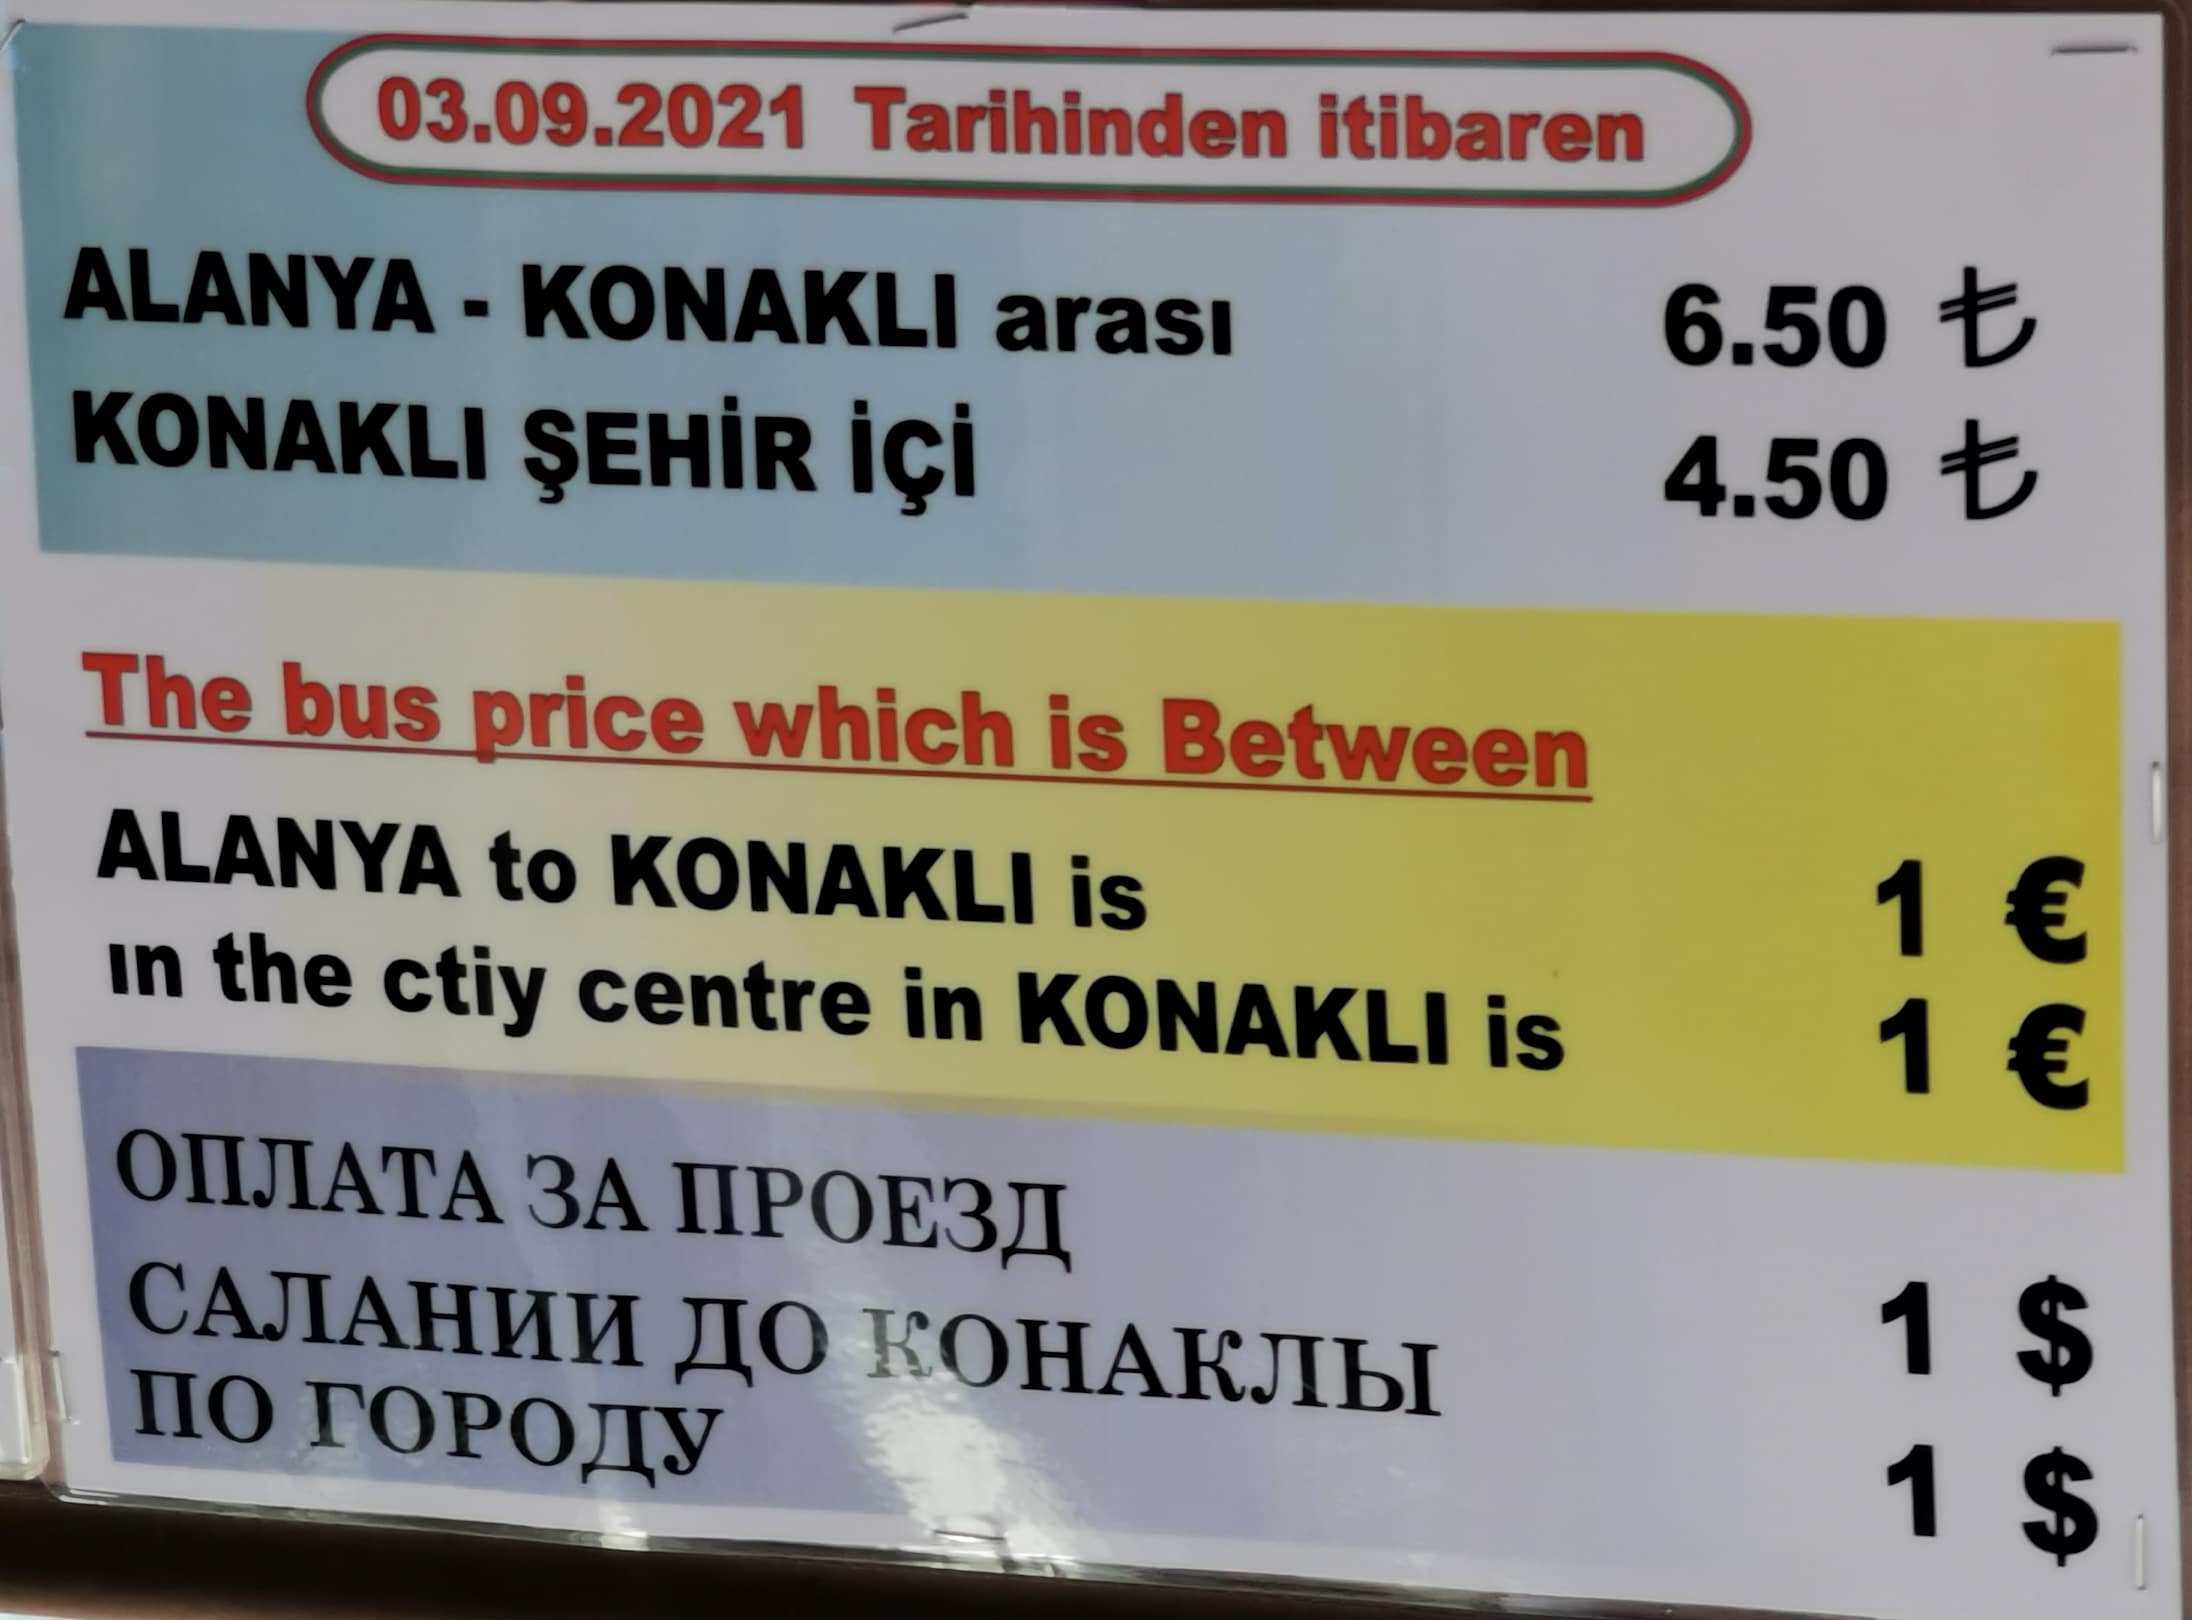 03.09.2021 Tarihinden itibaren
ALANYA - KONAKLI arası 6.50 ₺
KONAKLI ŞEHİR İÇİ 4.50 ₺
The bus price which is Between
ALANYA to KONAKLI is 1 €
ın the ctiy centre in KONAKLI is 1 €
ОПЛАТА ЗА ПРОЕЗД
САЛАНИИ ДО КОНАКЛЫ 1 $
ПО ГОРОДУ 1 $